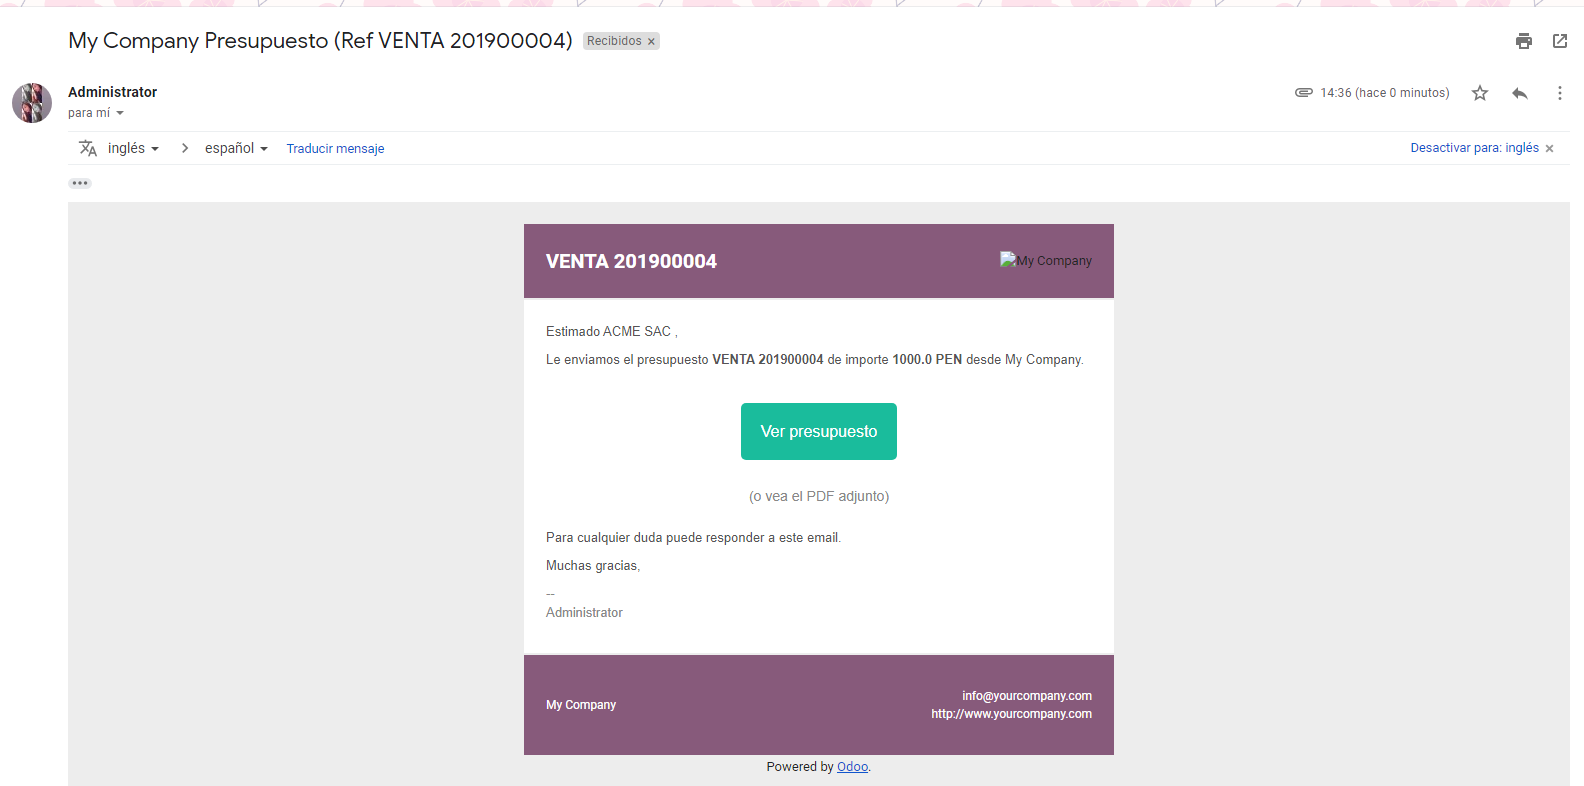 My Company Presupuesto (Ref VENTA 201900004) Recibidos ×
Administrator
14:36 (hace 0 minutos)
para mí
inglés español Traducir mensaje Desactivar para: inglés ×
VENTA 201900004 My Company
Estimado ACME SAC ,
Le enviamos el presupuesto VENTA 201900004 de importe 1000.0 PEN desde My Company.
Ver presupuesto
(o vea el PDF adjunto)
Para cualquier duda puede responder a este email.
Muchas gracias,
--
Administrator
My Company
info@yourcompany.com
http://www.yourcompany.com
Powered by Odoo.